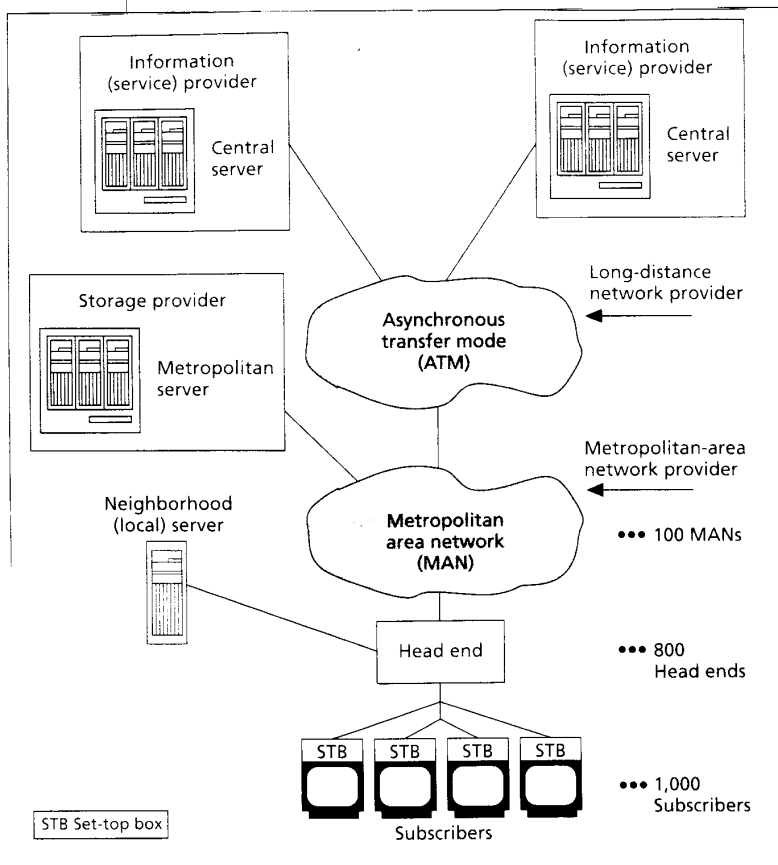 Information
(service) provider
Central
server
Information
(service) provider
Central
server
Storage provider
Metropolitan
server
Asynchronous
transfer mode
(ATM)
Long-distance
network provider
Metropolitan-area
network provider
Neighborhood
(local) server
Metropolitan
area network
(MAN)
••• 100 MANs
Head end
••• 800
Head ends
STB
STB
STB
STB
••• 1,000
Subscribers
STB Set-top box
Subscribers